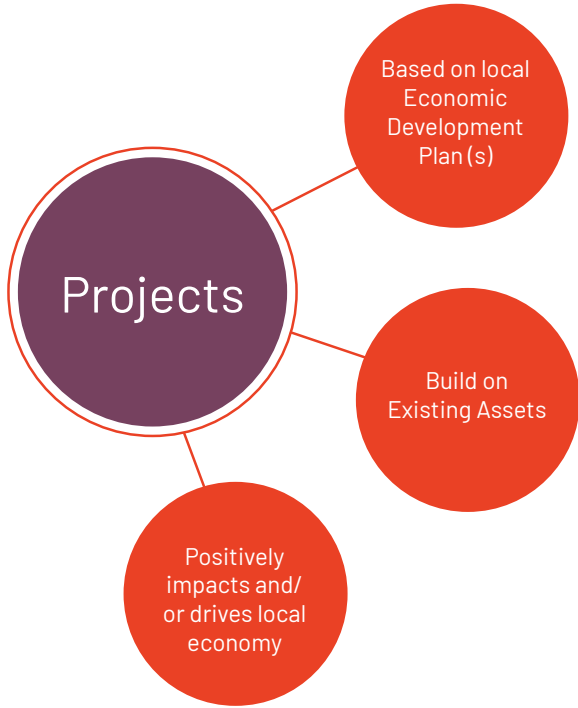 Projects
Based on local
Economic
Development
Plan (s)
Build on
Existing Assets
Positively
impacts and/
or drives local
economy